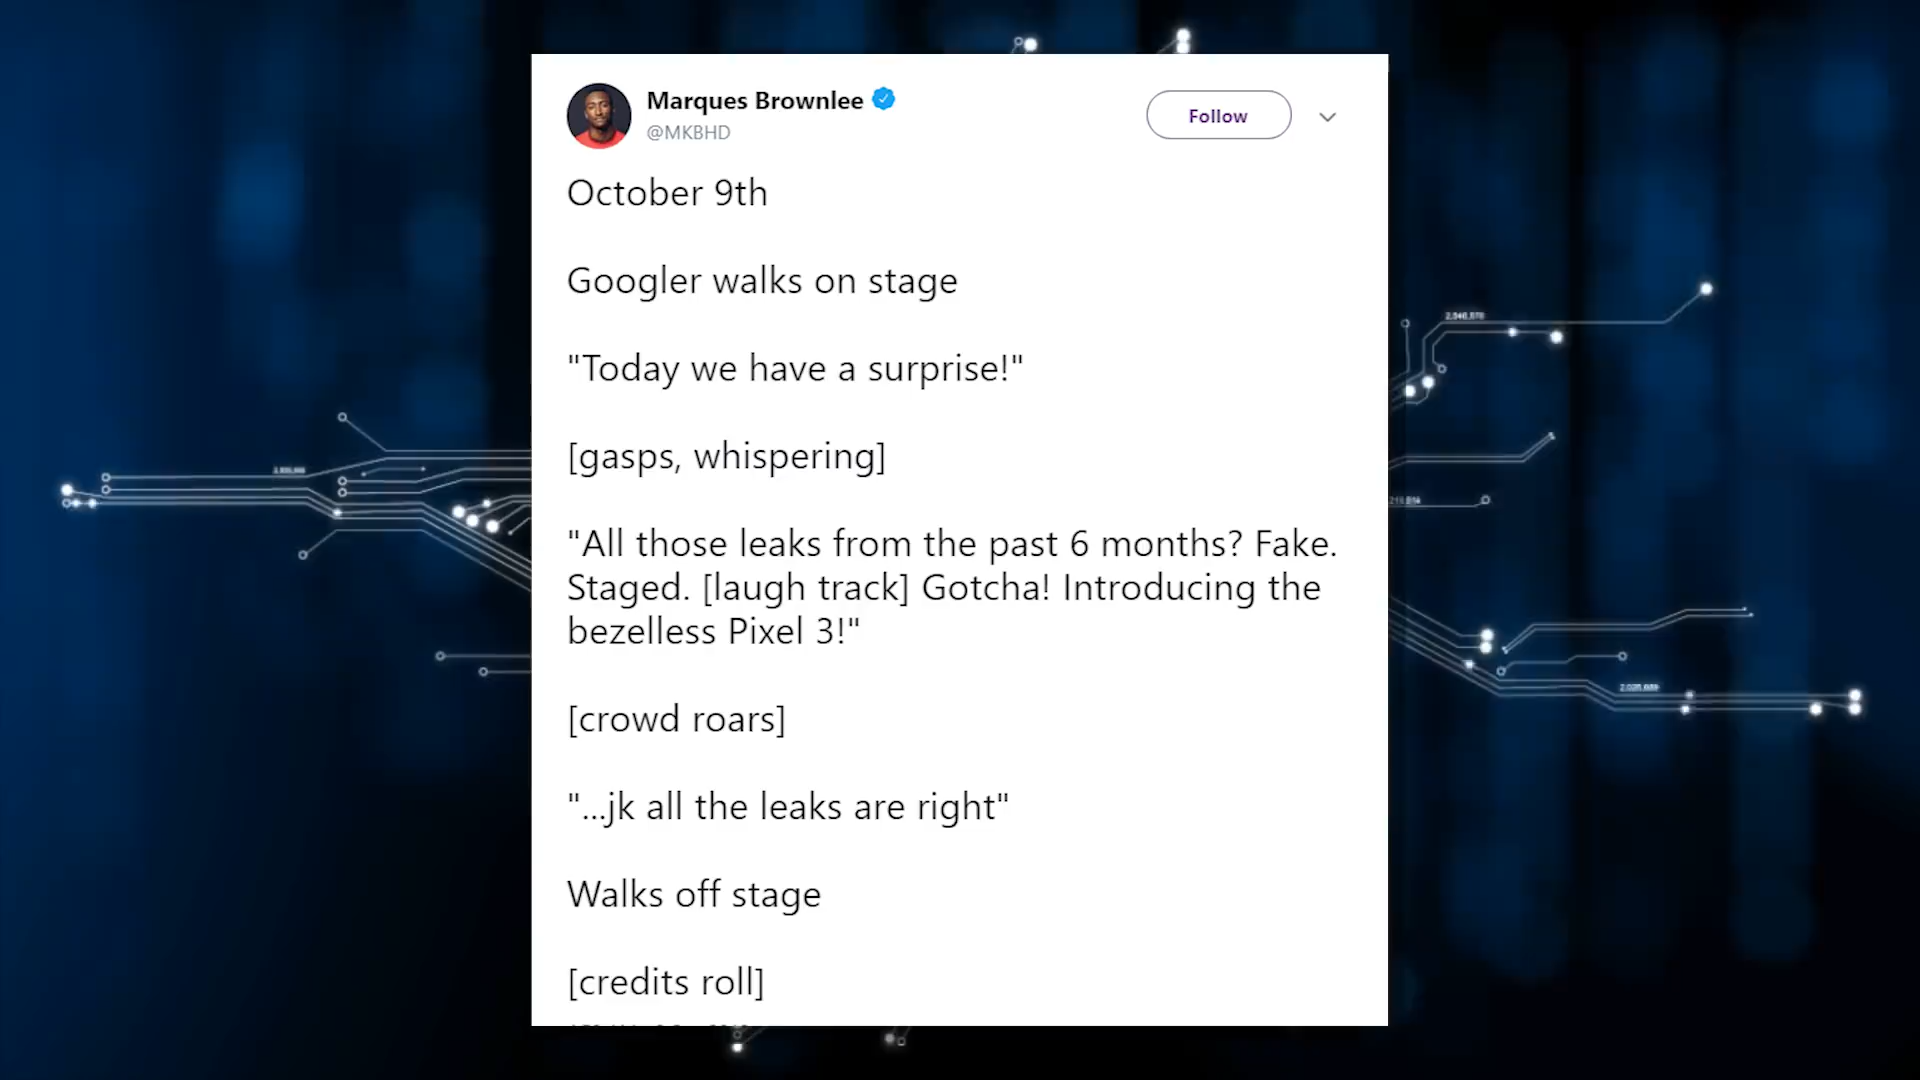 Marques Brownlee
@MKBHD
Follow
October 9th
Googler walks on stage
"Today we have a surprise!"
[gasps, whispering]
"All those leaks from the past 6 months? Fake.
Staged. [laugh track] Gotcha! Introducing the
bezelless Pixel 3!"
[crowd roars]
"...jk all the leaks are right"
Walks off stage
[credits roll]